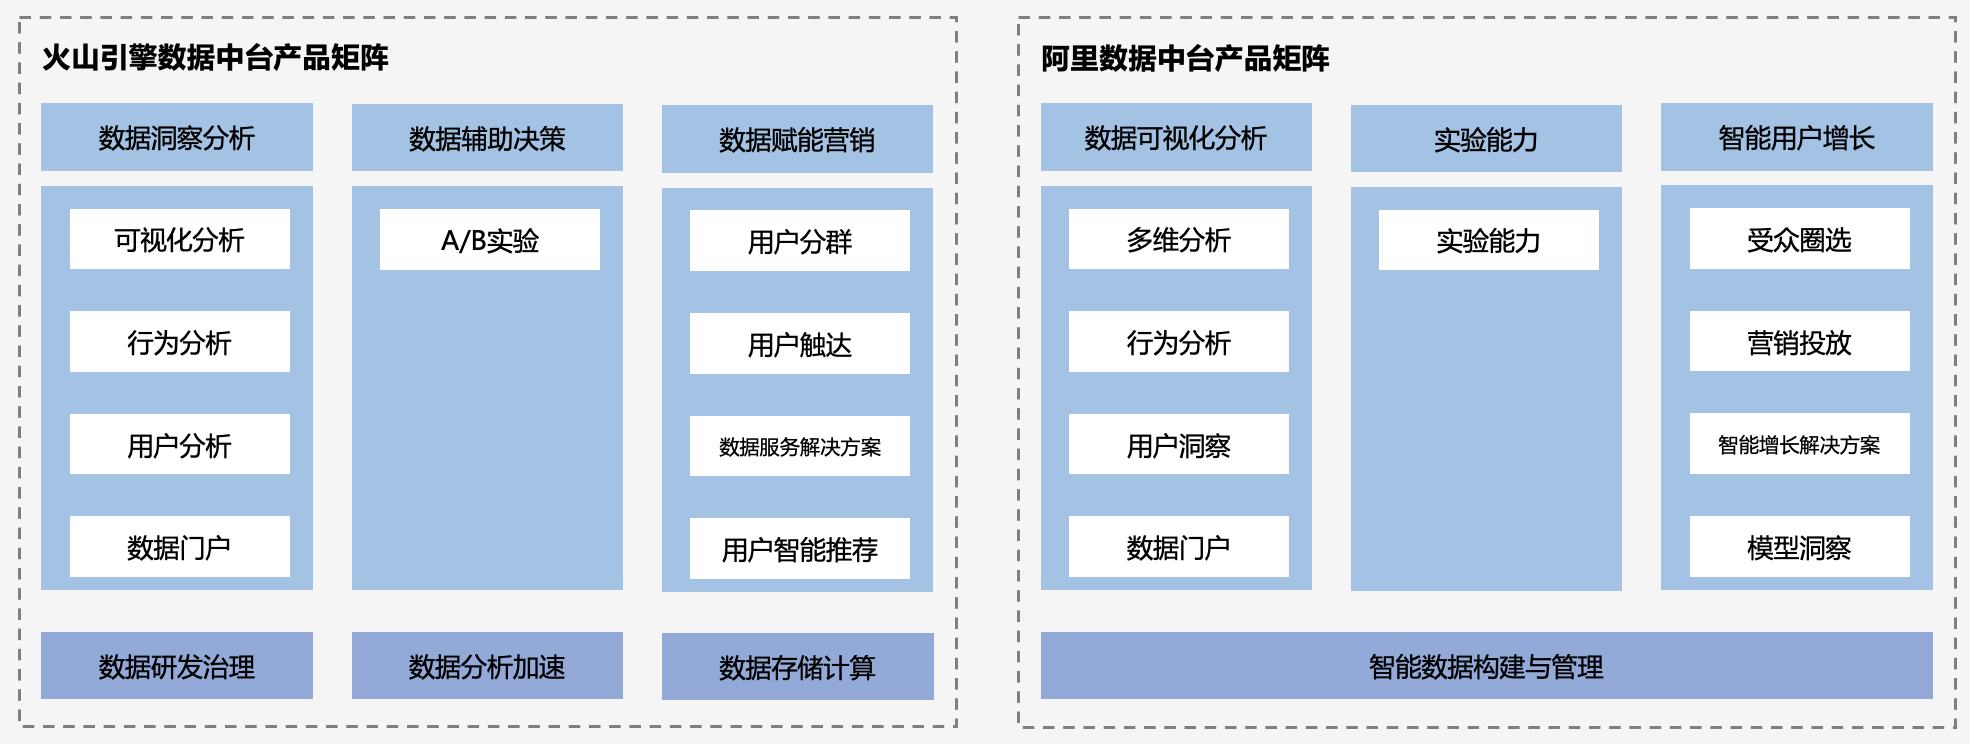 火山引擎数据中台产品矩阵
数据洞察分析
数据辅助决策
数据赋能营销
可视化分析
A/B实验
用户分群
行为分析
用户触达
用户分析
数据服务解决方案
数据门户
用户智能推荐
数据研发治理
数据分析加速
数据存储计算
阿里数据中台产品矩阵
数据可视化分析
实验能力
智能用户增长
多维分析
实验能力
受众圈选
行为分析
营销投放
用户洞察
智能增长解决方案
数据门户
模型洞察
智能数据构建与管理